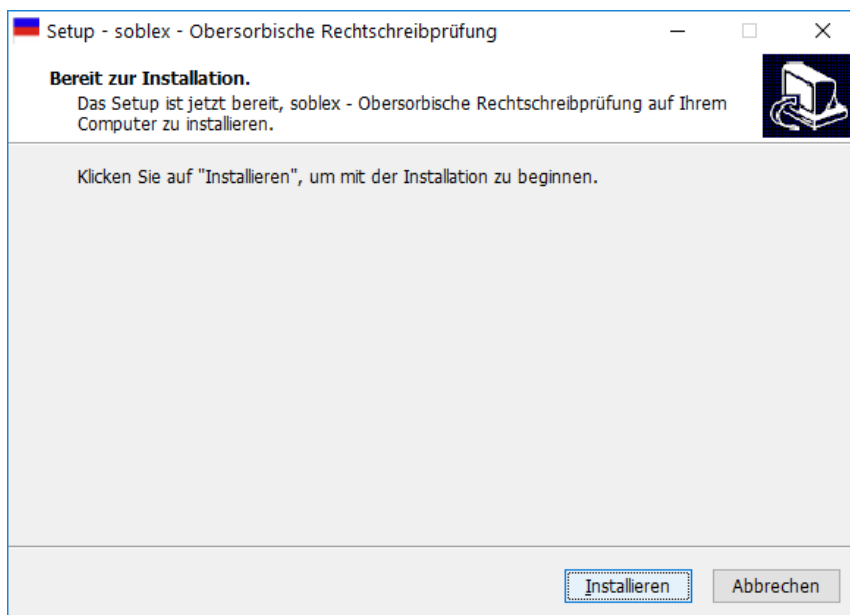 Setup - soblex - Obersorbische Rechtschreibprüfung
Bereit zur Installation.
Das Setup ist jetzt bereit, soblex - Obersorbische Rechtschreibprüfung auf Ihrem
Computer zu installieren.
Klicken Sie auf "Installieren", um mit der Installation zu beginnen.
Installieren
Abbrechen